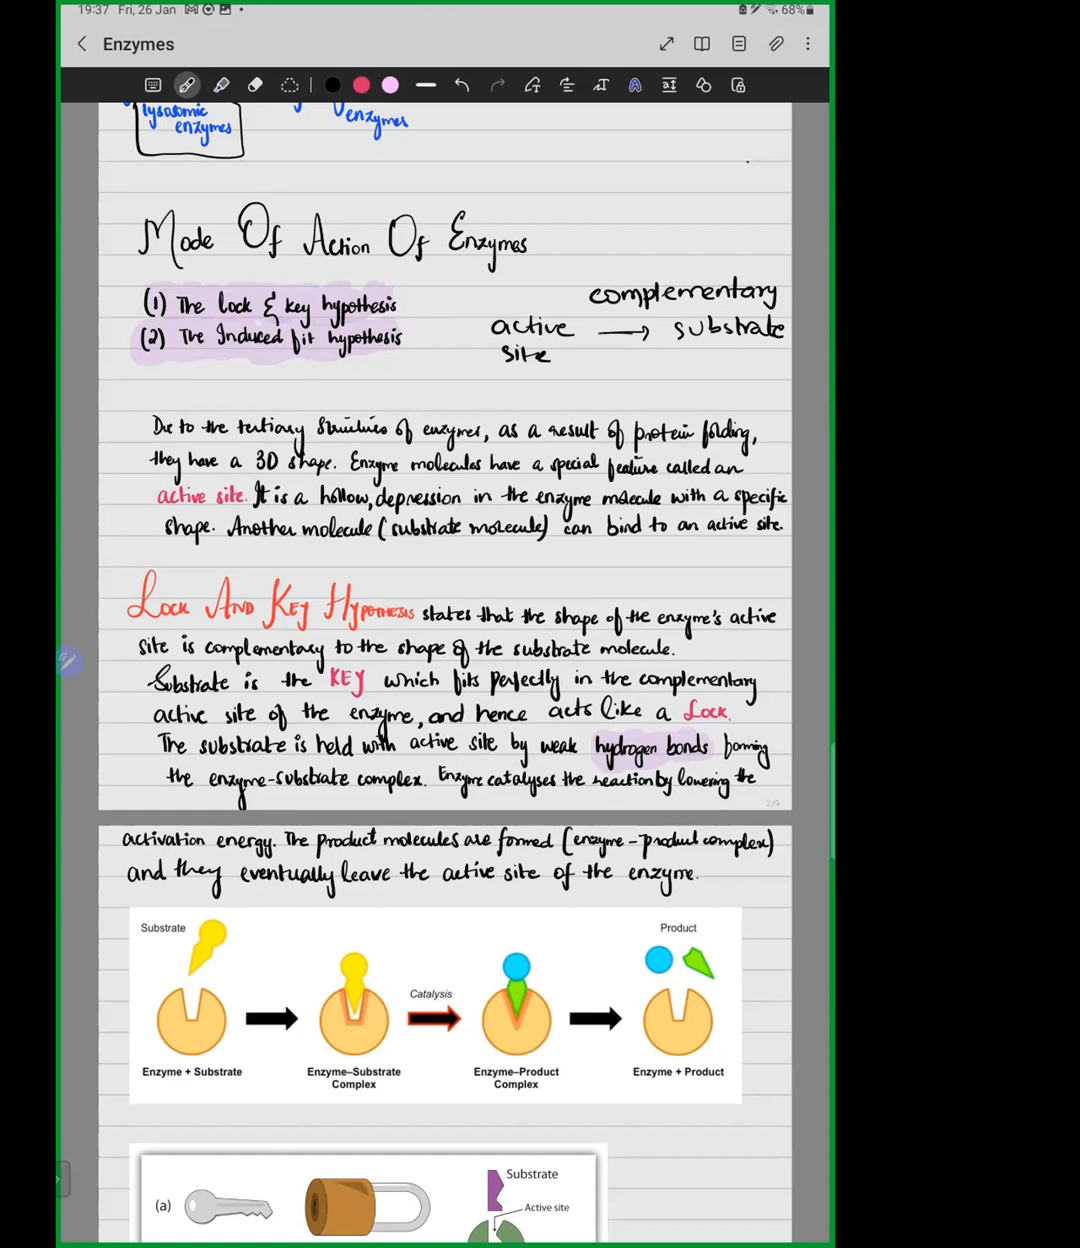 19:37 Fri, 26 Jan
68%
Enzymes
lysosomic
enzymes
enzymes
Mode Of Action Of Enzymes
(1) The lock & key hypothesis
(2) The Induced fit hypothesis
complementary
active → substrate
site
Due to the tertiary structures of enzymes, as a result of protein folding,
they have a 3D shape. Enzyme molecules have a special feature called an
active site. It is a hollow, depression in the enzyme molecule with a specific
shape. Another molecule (substrate molecule) can bind to an active site.
LOCK AND KEY HYPOTHESIS states that the shape of the enzyme's active
site is complementary to the shape of the substrate molecule.
Substrate is the KEY which fits perfectly in the complementary
active site of the enzyme, and hence acts like a Lock.
The substrate is held with active site by weak hydrogen bonds forming
the enzyme-substrate complex. Enzyme catalyses the reaction by lowering the
2/9
activation energy. The product molecules are formed (enzyme-product complex)
and they eventually leave the active site of the enzyme.
Substrate
Product
Catalysis
Enzyme + Substrate
Enzyme–Substrate
Complex
Enzyme–Product
Complex
Enzyme + Product
(a)
Substrate
Active site